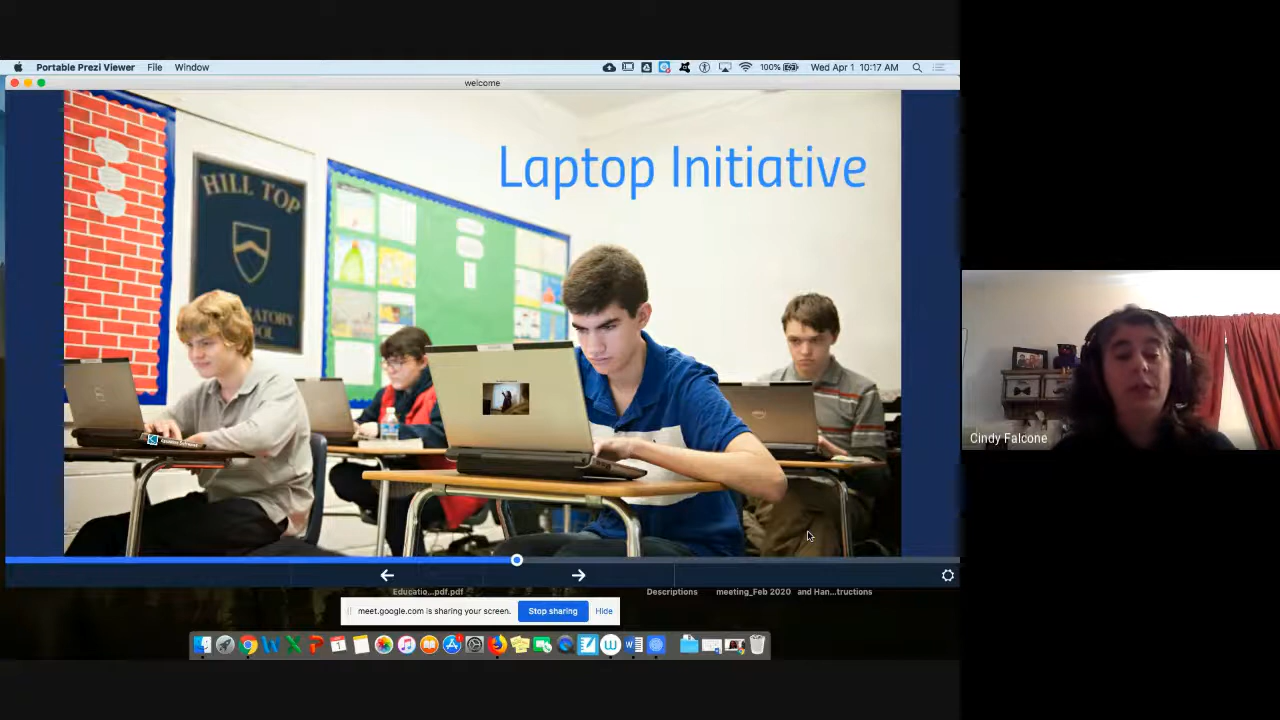 Portable Prezi Viewer File Window 100% Wed Apr 1 10:17 AM
welcome
Laptop Initiative
HILL TOP
Educatio...pdf.pdf
Descriptions
meeting_Feb 2020
and Han...tructions
meet.google.com is sharing your screen. Stop sharing Hide
Cindy Falcone